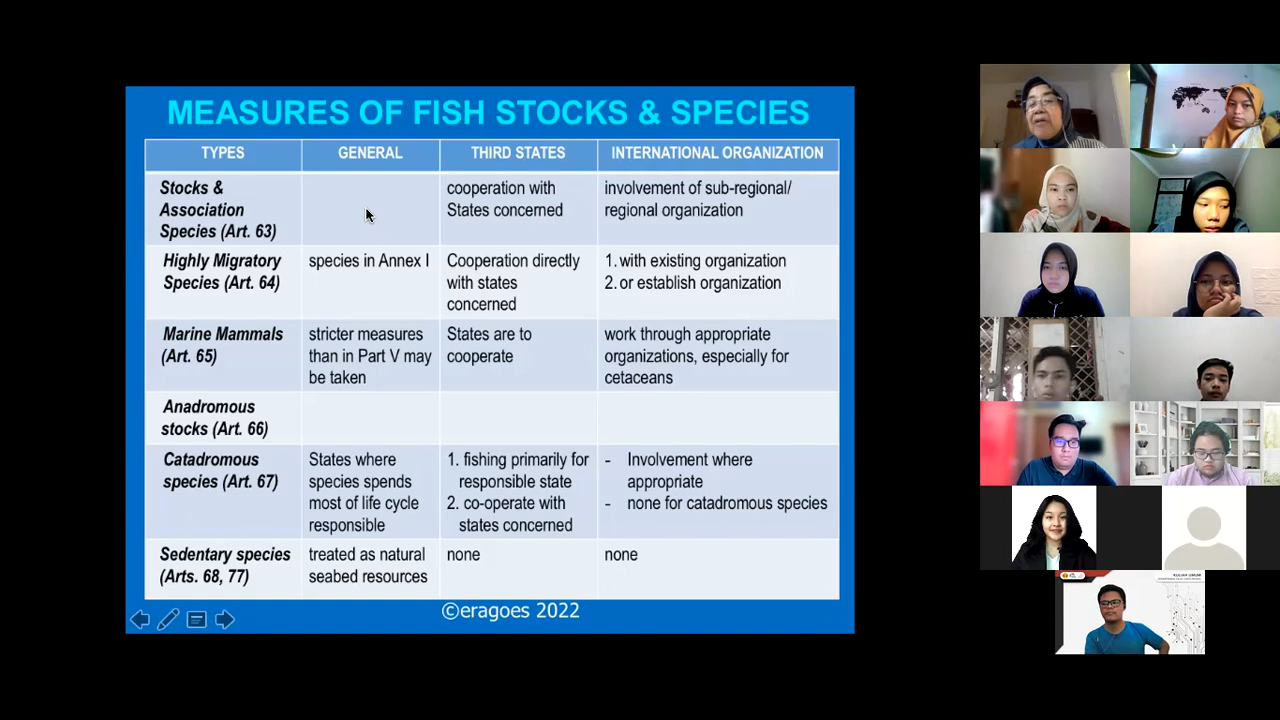 MEASURES OF FISH STOCKS & SPECIES
TYPES
GENERAL
THIRD STATES
INTERNATIONAL ORGANIZATION
Stocks &
Association
Species (Art. 63)
cooperation with
States concerned
involvement of sub-regional/
regional organization
Highly Migratory
Species (Art. 64)
species in Annex I
Cooperation directly
with states
concerned
1. with existing organization
2. or establish organization
Marine Mammals
(Art. 65)
stricter measures
than in Part V may
be taken
States are to
cooperate
work through appropriate
organizations, especially for
cetaceans
Anadromous
stocks (Art. 66)
Catadromous
species (Art. 67)
States where
species spends
most of life cycle
responsible
1. fishing primarily for
responsible state
2. co-operate with
states concerned
- Involvement where
appropriate
- none for catadromous species
Sedentary species
(Arts. 68, 77)
treated as natural
seabed resources
none
none
©eragoes 2022
KULIAH UMUM